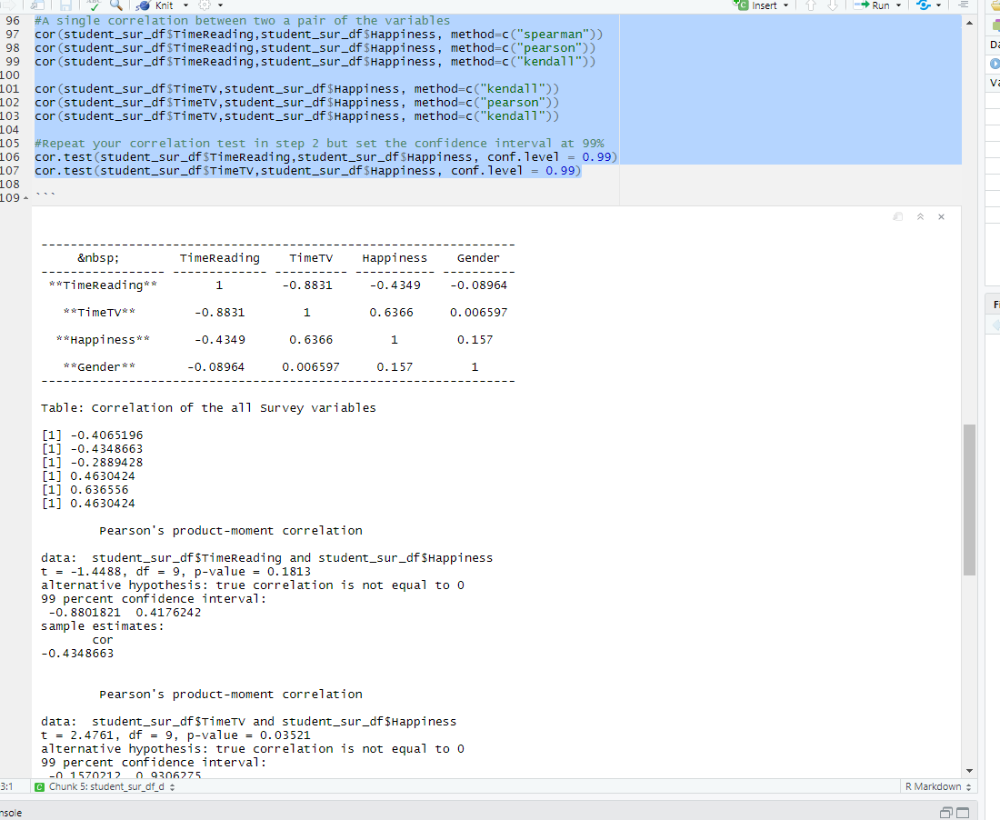 Knit Insert Run
96 #A single correlation between two a pair of the variables
97 cor(student_sur_df$TimeReading,student_sur_df$Happiness, method=c("spearman"))
98 cor(student_sur_df$TimeReading,student_sur_df$Happiness, method=c("pearson"))
99 cor(student_sur_df$TimeReading,student_sur_df$Happiness, method=c("kendall"))
100
101 cor(student_sur_df$TimeTV,student_sur_df$Happiness, method=c("kendall"))
102 cor(student_sur_df$TimeTV,student_sur_df$Happiness, method=c("pearson"))
103 cor(student_sur_df$TimeTV,student_sur_df$Happiness, method=c("kendall"))
104
105 #Repeat your correlation test in step 2 but set the confidence interval at 99%
106 cor.test(student_sur_df$TimeReading,student_sur_df$Happiness, conf.level = 0.99)
107 cor.test(student_sur_df$TimeTV,student_sur_df$Happiness, conf.level = 0.99)
108
109 ```
-----------------------------------------------------------------
&nbsp; TimeReading TimeTV Happiness Gender
----------------- ------------- ---------- ----------- ----------
**TimeReading** 1 -0.8831 -0.4349 -0.08964
**TimeTV** -0.8831 1 0.6366 0.006597
**Happiness** -0.4349 0.6366 1 0.157
**Gender** -0.08964 0.006597 0.157 1
-----------------------------------------------------------------
Table: Correlation of the all Survey variables
[1] -0.4065196
[1] -0.4348663
[1] -0.2889428
[1] 0.4630424
[1] 0.636556
[1] 0.4630424
Pearson's product-moment correlation
data: student_sur_df$TimeReading and student_sur_df$Happiness
t = -1.4488, df = 9, p-value = 0.1813
alternative hypothesis: true correlation is not equal to 0
99 percent confidence interval:
-0.8801821 0.4176242
sample estimates:
cor
-0.4348663
Pearson's product-moment correlation
data: student_sur_df$TimeTV and student_sur_df$Happiness
t = 2.4761, df = 9, p-value = 0.03521
alternative hypothesis: true correlation is not equal to 0
99 percent confidence interval:
-0.1570212 0.9306275
3:1 Chunk 5: student_sur_df_d R Markdown
nsole